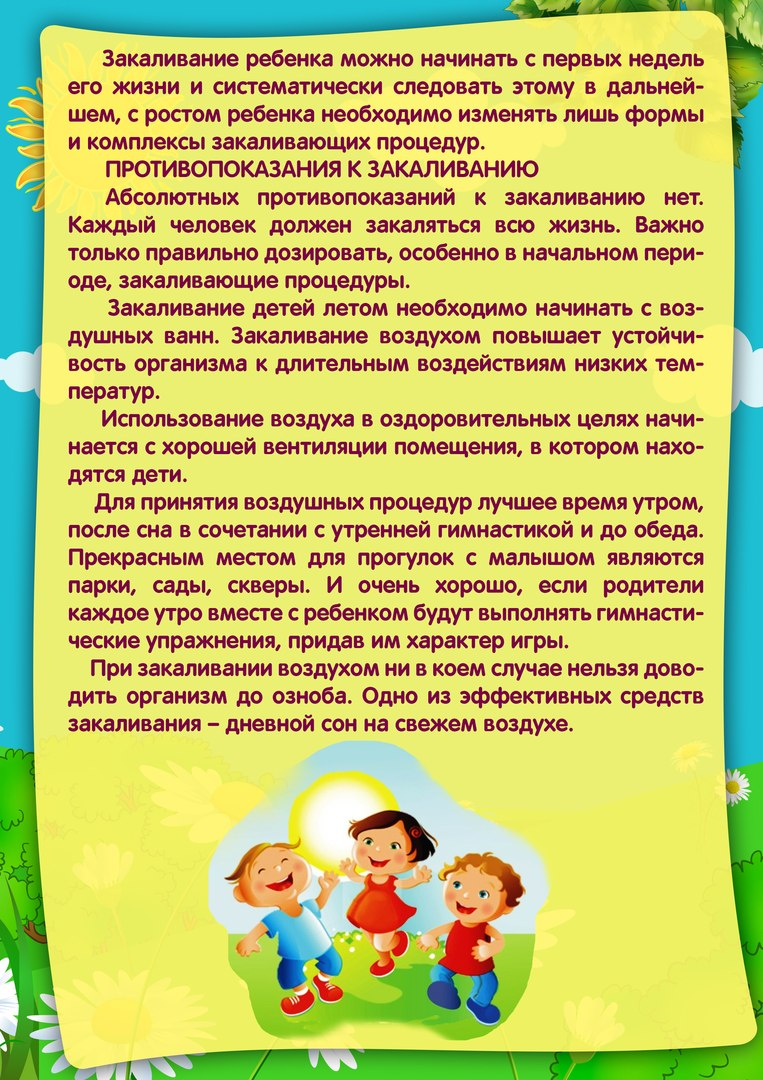 Закаливание ребенка можно начинать с первых недель
его жизни и систематически следовать этому в дальней-
шем, с ростом ребенка необходимо изменять лишь формы
и комплексы закаливающих процедур.
ПРОТИВОПОКАЗАНИЯ К ЗАКАЛИВАНИЮ
Абсолютных противопоказаний к закаливанию нет.
Каждый человек должен закаляться всю жизнь. Важно
только правильно дозировать, особенно в начальном пери-
оде, закаливающие процедуры.
Закаливание детей летом необходимо начинать с воз-
душных ванн. Закаливание воздухом повышает устойчи-
вость организма к длительным воздействиям низких тем-
ператур.
Использование воздуха в оздоровительных целях начи-
нается с хорошей вентиляции помещения, в котором нахо-
дятся дети.
Для принятия воздушных процедур лучшее время утром,
после сна в сочетании с утренней гимнастикой и до обеда.
Прекрасным местом для прогулок с малышом являются
парки, сады, скверы. И очень хорошо, если родители
каждое утро вместе с ребенком будут выполнять гимнасти-
ческие упражнения, придав им характер игры.
При закаливании воздухом ни в коем случае нельзя дово-
дить организм до озноба. Одно из эффективных средств
закаливания – дневной сон на свежем воздухе.